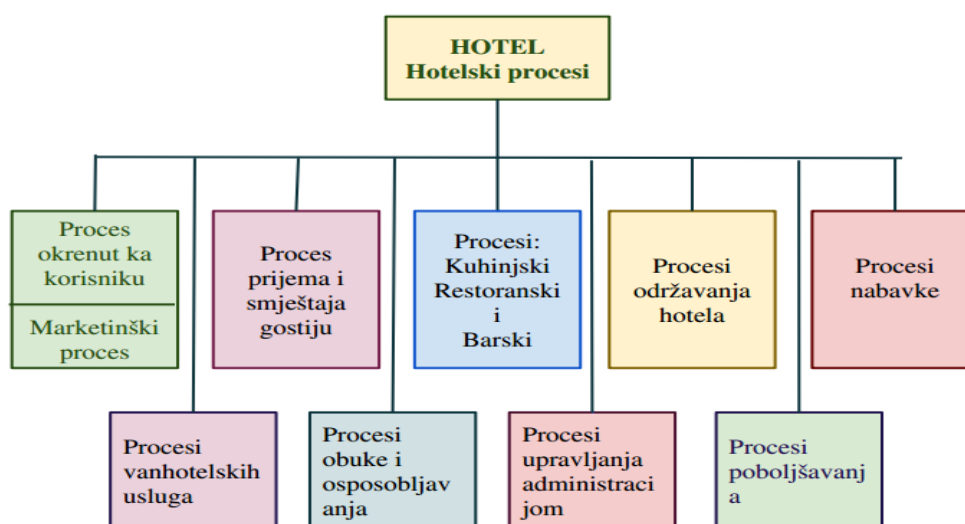 HOTEL
Hotelski procesi
Proces
okrenut ka
korisniku
Marketinški
proces
Proces
prijema i
smještaja
gostiju
Procesi:
Kuhinjski
Restoranski
i
Barski
Procesi
održavanja
hotela
Procesi
nabavke
Procesi
vanhotelskih
usluga
Procesi
obuke i
osposobljav
anja
Procesi
upravljanja
administraci
jom
Procesi
poboljšavanj
a